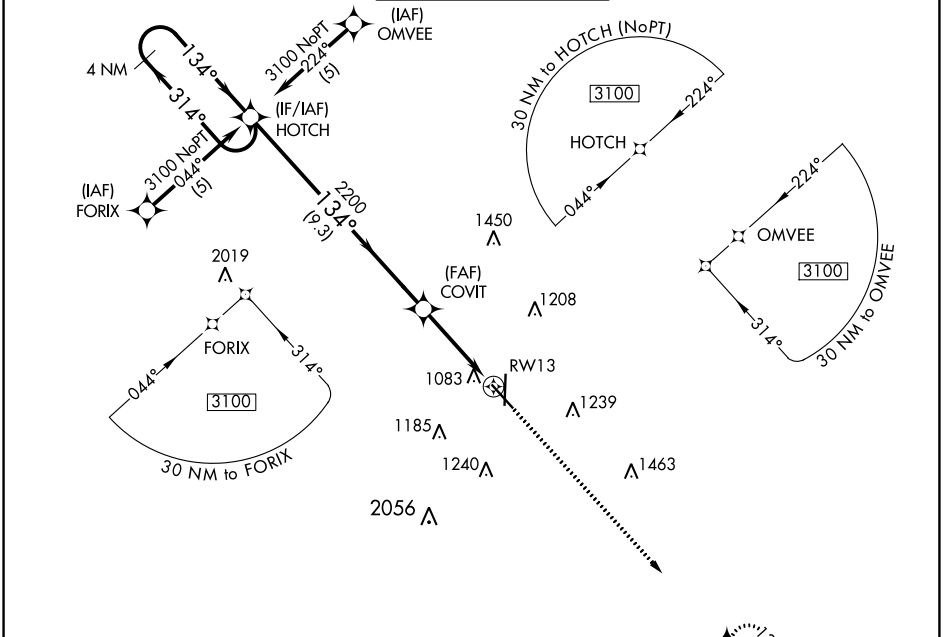 (IAF)
OMVEE
3100 NoPT
224°
(5)
4 NM
134°
314°
(IF/IAF)
HOTCH
3100 NoPT
044°
(5)
(IAF)
FORIX
2200
134°
(9.3)
30 NM to HOTCH (NoPT)
3100
224°
HOTCH
044°
224°
OMVEE
3100
314°
30 NM to OMVEE
1450
2019
(FAF)
COVIT
1208
FORIX
044°
314°
3100
30 NM to FORIX
RW13
1083
1239
1185
1240
1463
2056